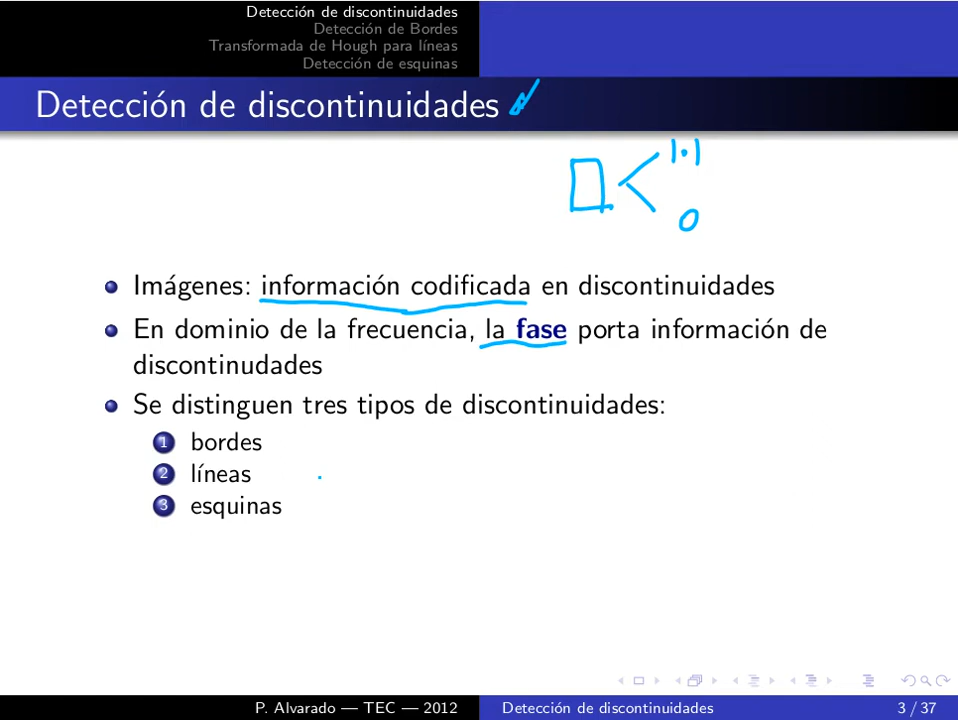 Detección de discontinuidades
Detección de Bordes
Transformada de Hough para líneas
Detección de esquinas
Detección de discontinuidades
|·|
0
Imágenes: información codificada en discontinuidades
En dominio de la frecuencia, la fase porta información de
discontinudades
Se distinguen tres tipos de discontinuidades:
1 bordes
2 líneas
3 esquinas
P. Alvarado — TEC — 2012
Detección de discontinuidades
3 / 37